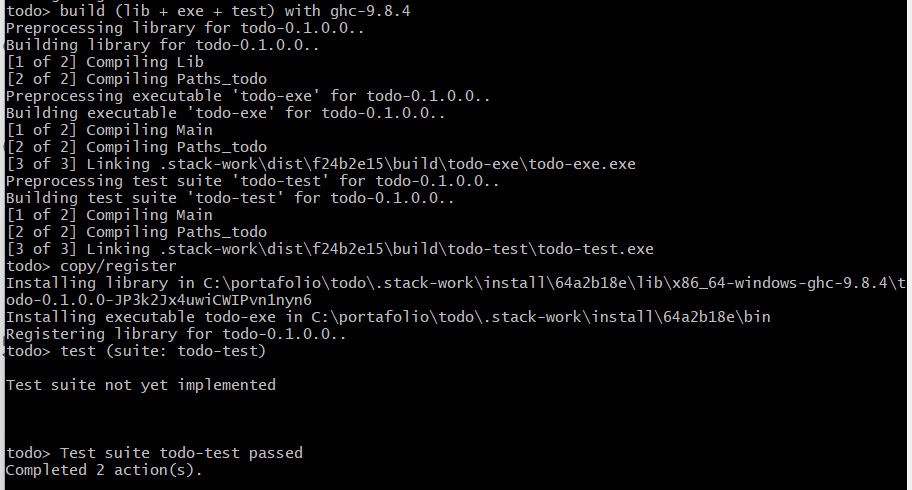 todo> build (lib + exe + test) with ghc-9.8.4
Preprocessing library for todo-0.1.0.0..
Building library for todo-0.1.0.0..
[1 of 2] Compiling Lib
[2 of 2] Compiling Paths_todo
Preprocessing executable 'todo-exe' for todo-0.1.0.0..
Building executable 'todo-exe' for todo-0.1.0.0..
[1 of 2] Compiling Main
[2 of 2] Compiling Paths_todo
[3 of 3] Linking .stack-work\dist\f24b2e15\build\todo-exe\todo-exe.exe
Preprocessing test suite 'todo-test' for todo-0.1.0.0..
Building test suite 'todo-test' for todo-0.1.0.0..
[1 of 2] Compiling Main
[2 of 2] Compiling Paths_todo
[3 of 3] Linking .stack-work\dist\f24b2e15\build\todo-test\todo-test.exe
todo> copy/register
Installing library in C:\portafolio\todo\.stack-work\install\64a2b18e\lib\x86_64-windows-ghc-9.8.4\t
odo-0.1.0.0-JP3k2Jx4uwiCWIPvn1nyn6
Installing executable todo-exe in C:\portafolio\todo\.stack-work\install\64a2b18e\bin
Registering library for todo-0.1.0.0..
todo> test (suite: todo-test)
Test suite not yet implemented
todo> Test suite todo-test passed
Completed 2 action(s).